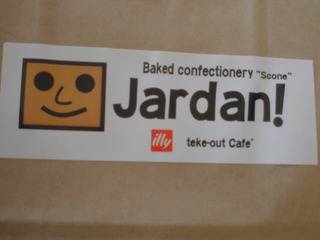 Baked confectionery "Scone"
Jardan!
illy teke-out Cafe'